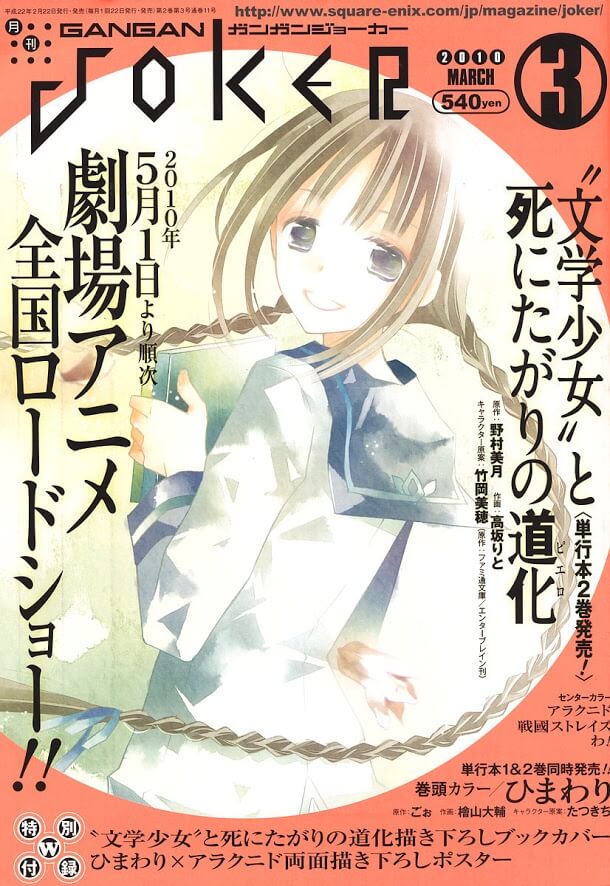 平成22年2月22日発行・発売(毎月1回22日発行・発売)第2巻第3号通巻11号
http://www.square-enix.com/jp/magazine/joker/
月刊
GANGAN
ガンガンジョーカー
JOKER
2010
MARCH
540yen
3
〝文学少女〟と
死にたがりの道化
ピエロ
〈単行本2巻発売!〉
原作:野村美月 作画:高坂りと
キャラクター原案:竹岡美穂(原作:ファミ通文庫/エンターブレイン刊)
2010年
5月1日より順次
劇場アニメ
全国ロードショー!!
センターカラー
アラクニド
戦國ストレイズ
わ!
単行本1&2巻同時発売!!
巻頭カラー/ひまわり
原作:ごぉ 作画:檜山大輔 キャラクター原案:たつきち
特別W付録
〝文学少女〟と死にたがりの道化描き下ろしブックカバー
ひまわり×アラクニド両面描き下ろしポスター